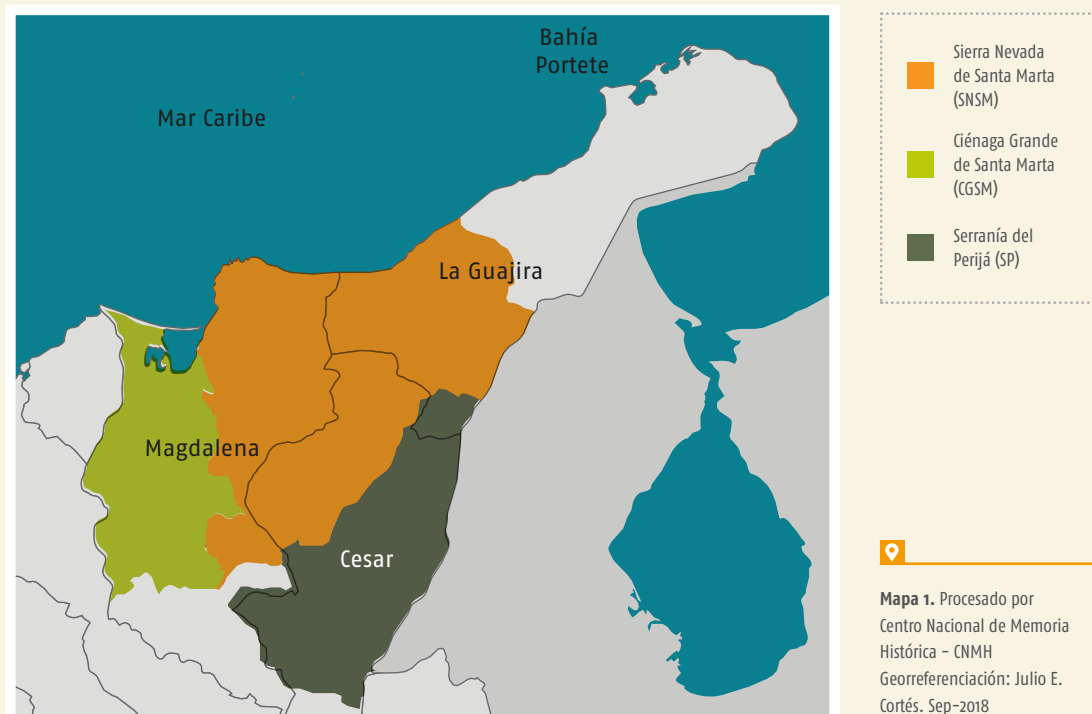 Bahía
Portete
Mar Caribe
La Guajira
Magdalena
Cesar
Sierra Nevada
de Santa Marta
(SNSM)
Ciénaga Grande
de Santa Marta
(CGSM)
Serranía del
Perijá (SP)
Mapa 1. Procesado por
Centro Nacional de Memoria
Histórica - CNMH
Georreferenciación: Julio E.
Cortés. Sep-2018